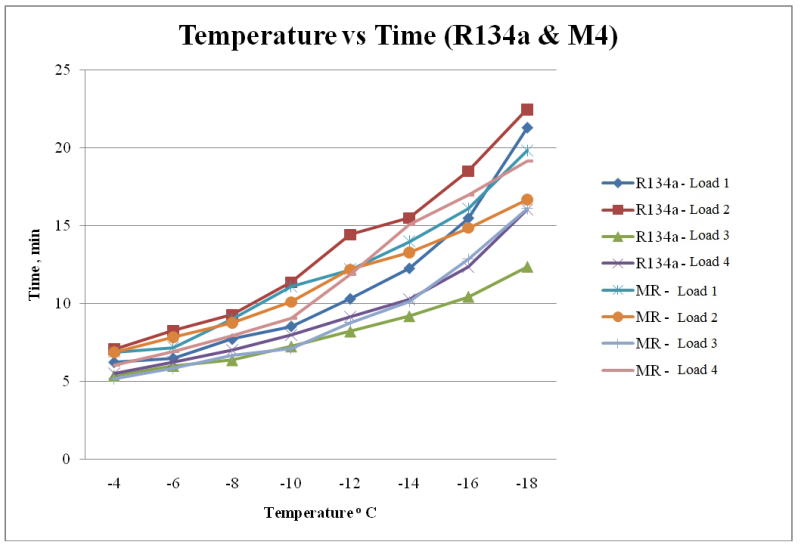 Temperature vs Time (R134a & M4)
25
20
15
10
5
0
Time, min
-4 -6 -8 -10 -12 -14 -16 -18
Temperature º C
R134a - Load 1
R134a - Load 2
R134a - Load 3
R134a - Load 4
MR - Load 1
MR - Load 2
MR - Load 3
MR - Load 4